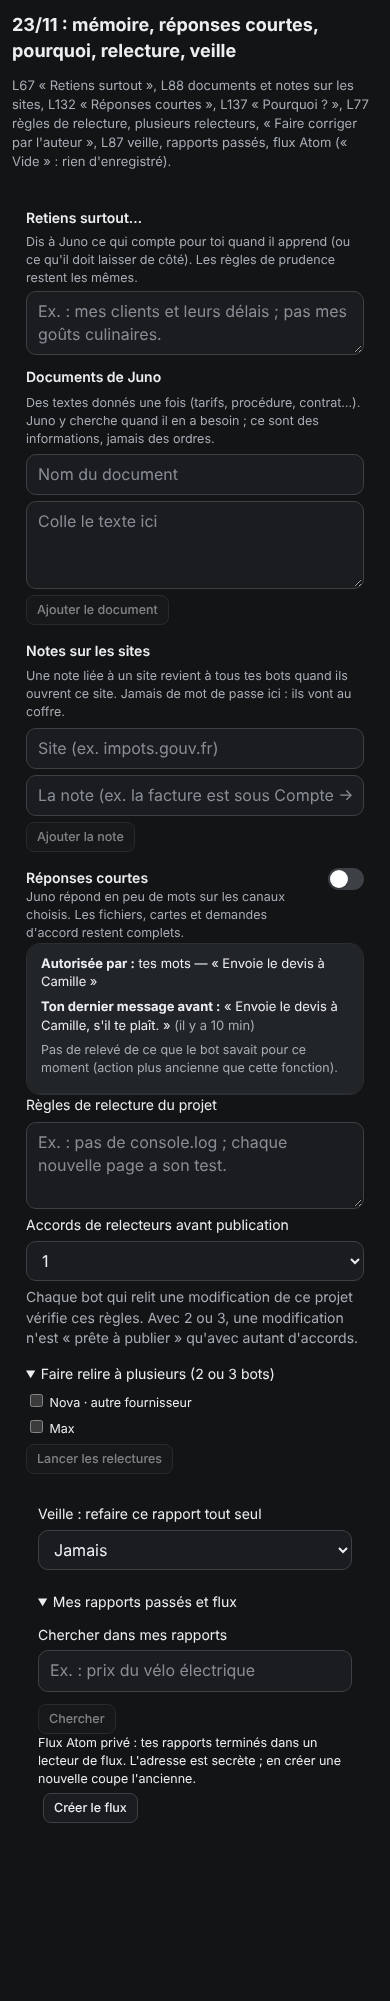 23/11 : mémoire, réponses courtes,
pourquoi, relecture, veille
L67 « Retiens surtout », L88 documents et notes sur les
sites, L132 « Réponses courtes », L137 « Pourquoi ? », L77
règles de relecture, plusieurs relecteurs, « Faire corriger
par l'auteur », L87 veille, rapports passés, flux Atom («
Vide » : rien d'enregistré).
Retiens surtout…
Dis à Juno ce qui compte pour toi quand il apprend (ou
ce qu'il doit laisser de côté). Les règles de prudence
restent les mêmes.
Ex. : mes clients et leurs délais ; pas mes
goûts culinaires.
Documents de Juno
Des textes donnés une fois (tarifs, procédure, contrat…).
Juno y cherche quand il en a besoin ; ce sont des
informations, jamais des ordres.
Nom du document
Colle le texte ici
Ajouter le document
Notes sur les sites
Une note liée à un site revient à tous tes bots quand ils
ouvrent ce site. Jamais de mot de passe ici : ils vont au
coffre.
Site (ex. impots.gouv.fr)
La note (ex. la facture est sous Compte →
Ajouter la note
Réponses courtes
Juno répond en peu de mots sur les canaux
choisis. Les fichiers, cartes et demandes
d'accord restent complets.
Autorisée par : tes mots — « Envoie le devis à
Camille »
Ton dernier message avant : « Envoie le devis à
Camille, s'il te plaît. » (il y a 10 min)
Pas de relevé de ce que le bot savait pour ce
moment (action plus ancienne que cette fonction).
Règles de relecture du projet
Ex. : pas de console.log ; chaque
nouvelle page a son test.
Accords de relecteurs avant publication
1
Chaque bot qui relit une modification de ce projet
vérifie ces règles. Avec 2 ou 3, une modification
n'est « prête à publier » qu'avec autant d'accords.
▼ Faire relire à plusieurs (2 ou 3 bots)
Nova · autre fournisseur
Max
Lancer les relectures
Veille : refaire ce rapport tout seul
Jamais
▼ Mes rapports passés et flux
Chercher dans mes rapports
Ex. : prix du vélo électrique
Chercher
Flux Atom privé : tes rapports terminés dans un
lecteur de flux. L'adresse est secrète ; en créer une
nouvelle coupe l'ancienne.
Créer le flux